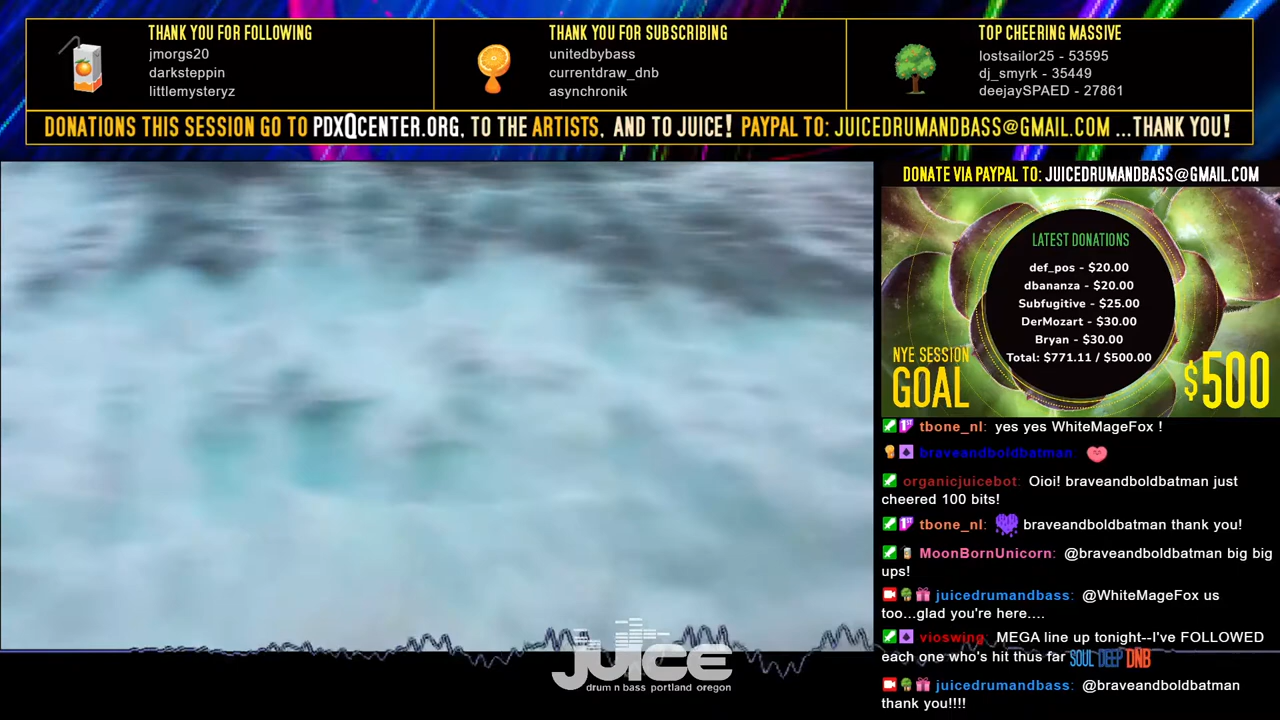 THANK YOU FOR FOLLOWING
jmorgs20
darksteppin
littlemysteryz
THANK YOU FOR SUBSCRIBING
unitedbybass
currentdraw_dnb
asynchronik
TOP CHEERING MASSIVE
lostsailor25 - 53595
dj_smyrk - 35449
deejaySPAED - 27861
DONATIONS THIS SESSION GO TO PDXQCENTER.ORG, TO THE ARTISTS, AND TO JUICE! PAYPAL TO: JUICEDRUMANDBASS@GMAIL.COM ...THANK YOU!
DONATE VIA PAYPAL TO: JUICEDRUMANDBASS@GMAIL.COM
LATEST DONATIONS
def_pos - $20.00
dbananza - $20.00
Subfugitive - $25.00
DerMozart - $30.00
Bryan - $30.00
Total: $771.11 / $500.00
NYE SESSION
GOAL
$500
tbone_nl: yes yes WhiteMageFox !
braveandboldbatman:
organicjuicebot: Oioi! braveandboldbatman just
cheered 100 bits!
tbone_nl: braveandboldbatman thank you!
MoonBornUnicorn: @braveandboldbatman big big
ups!
juicedrumandbass: @WhiteMageFox us
too...glad you're here....
vioswing: MEGA line up tonight--I've FOLLOWED
each one who's hit thus far SOUL DEEP DNB
juicedrumandbass: @braveandboldbatman
thank you!!!!
JUICE
drum n bass portland oregon